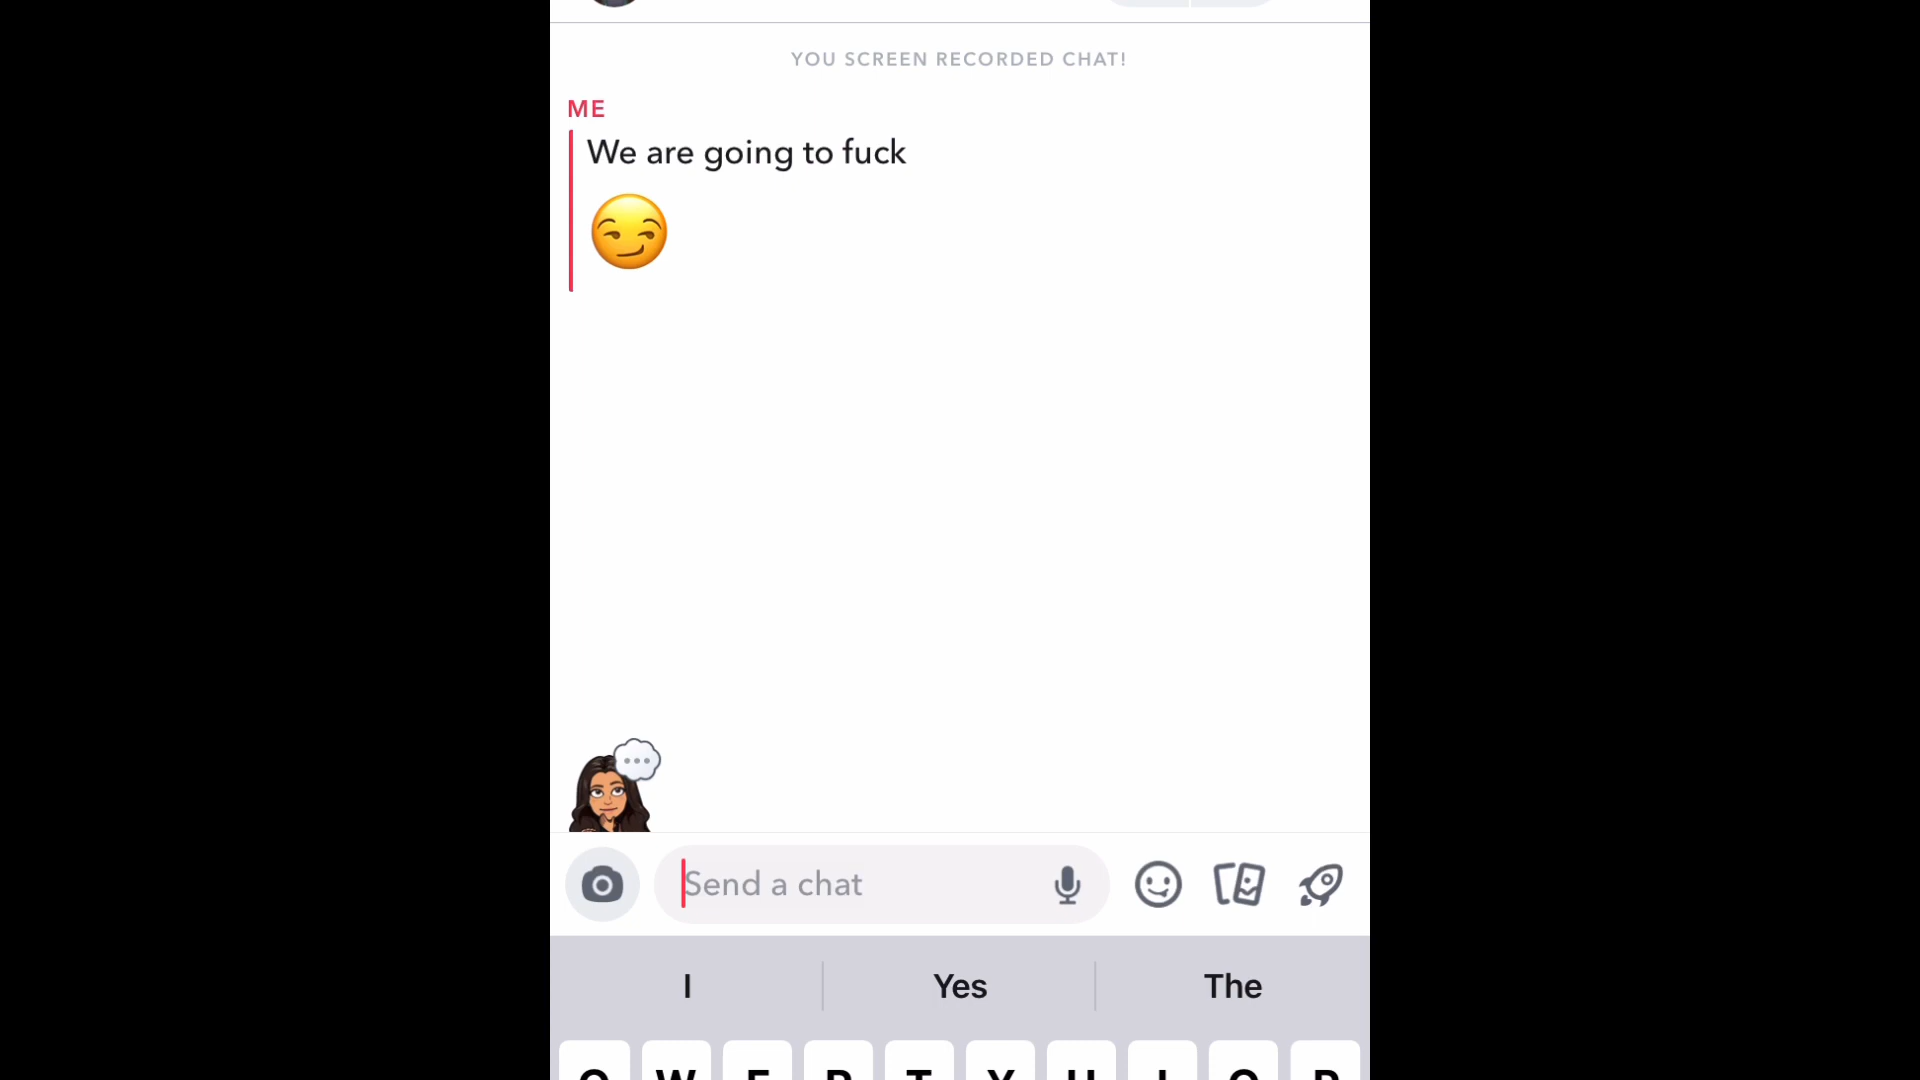 YOU SCREEN RECORDED CHAT!
ME
We are going to fuck
Send a chat
I Yes The